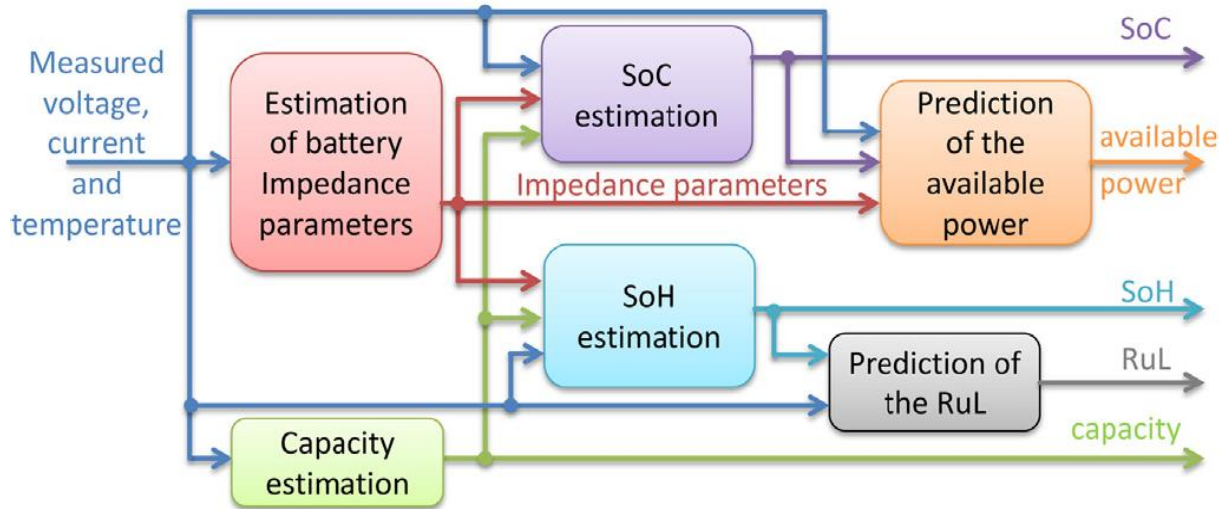 Measured
voltage,
current
and
temperature
Estimation
of battery
Impedance
parameters
SoC
estimation
SoC
Prediction
of the
available
power
available
power
Impedance parameters
SoH
estimation
SoH
Prediction of
the RuL
RuL
Capacity
estimation
capacity